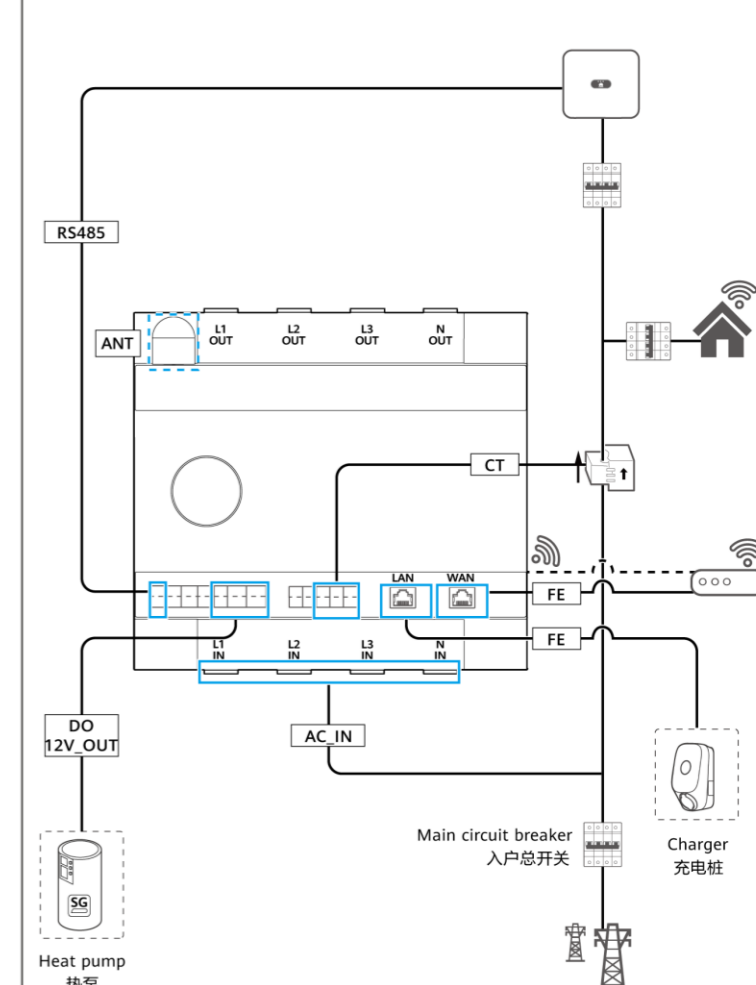 RS485
ANT
L1
OUT
L2
OUT
L3
OUT
N
OUT
CT
LAN
WAN
FE
FE
L1
IN
L2
IN
L3
IN
N
IN
DO
12V_OUT
AC_IN
Main circuit breaker
入户总开关
Charger
充电桩
SG
Heat pump
热泵